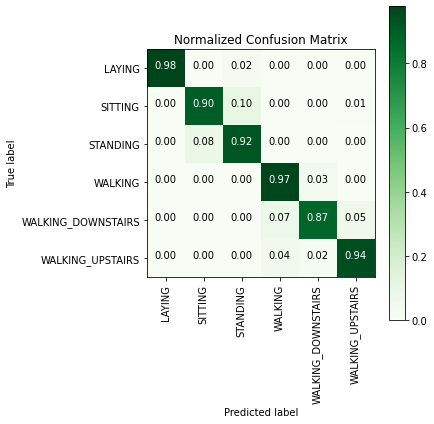 Normalized Confusion Matrix
True label
LAYING 0.98 0.00 0.02 0.00 0.00 0.00
SITTING 0.00 0.90 0.10 0.00 0.00 0.01
STANDING 0.00 0.08 0.92 0.00 0.00 0.00
WALKING 0.00 0.00 0.00 0.97 0.03 0.00
WALKING_DOWNSTAIRS 0.00 0.00 0.00 0.07 0.87 0.05
WALKING_UPSTAIRS 0.00 0.00 0.00 0.04 0.02 0.94
LAYING
SITTING
STANDING
WALKING
WALKING_DOWNSTAIRS
WALKING_UPSTAIRS
Predicted label
0.8
0.6
0.4
0.2
0.0